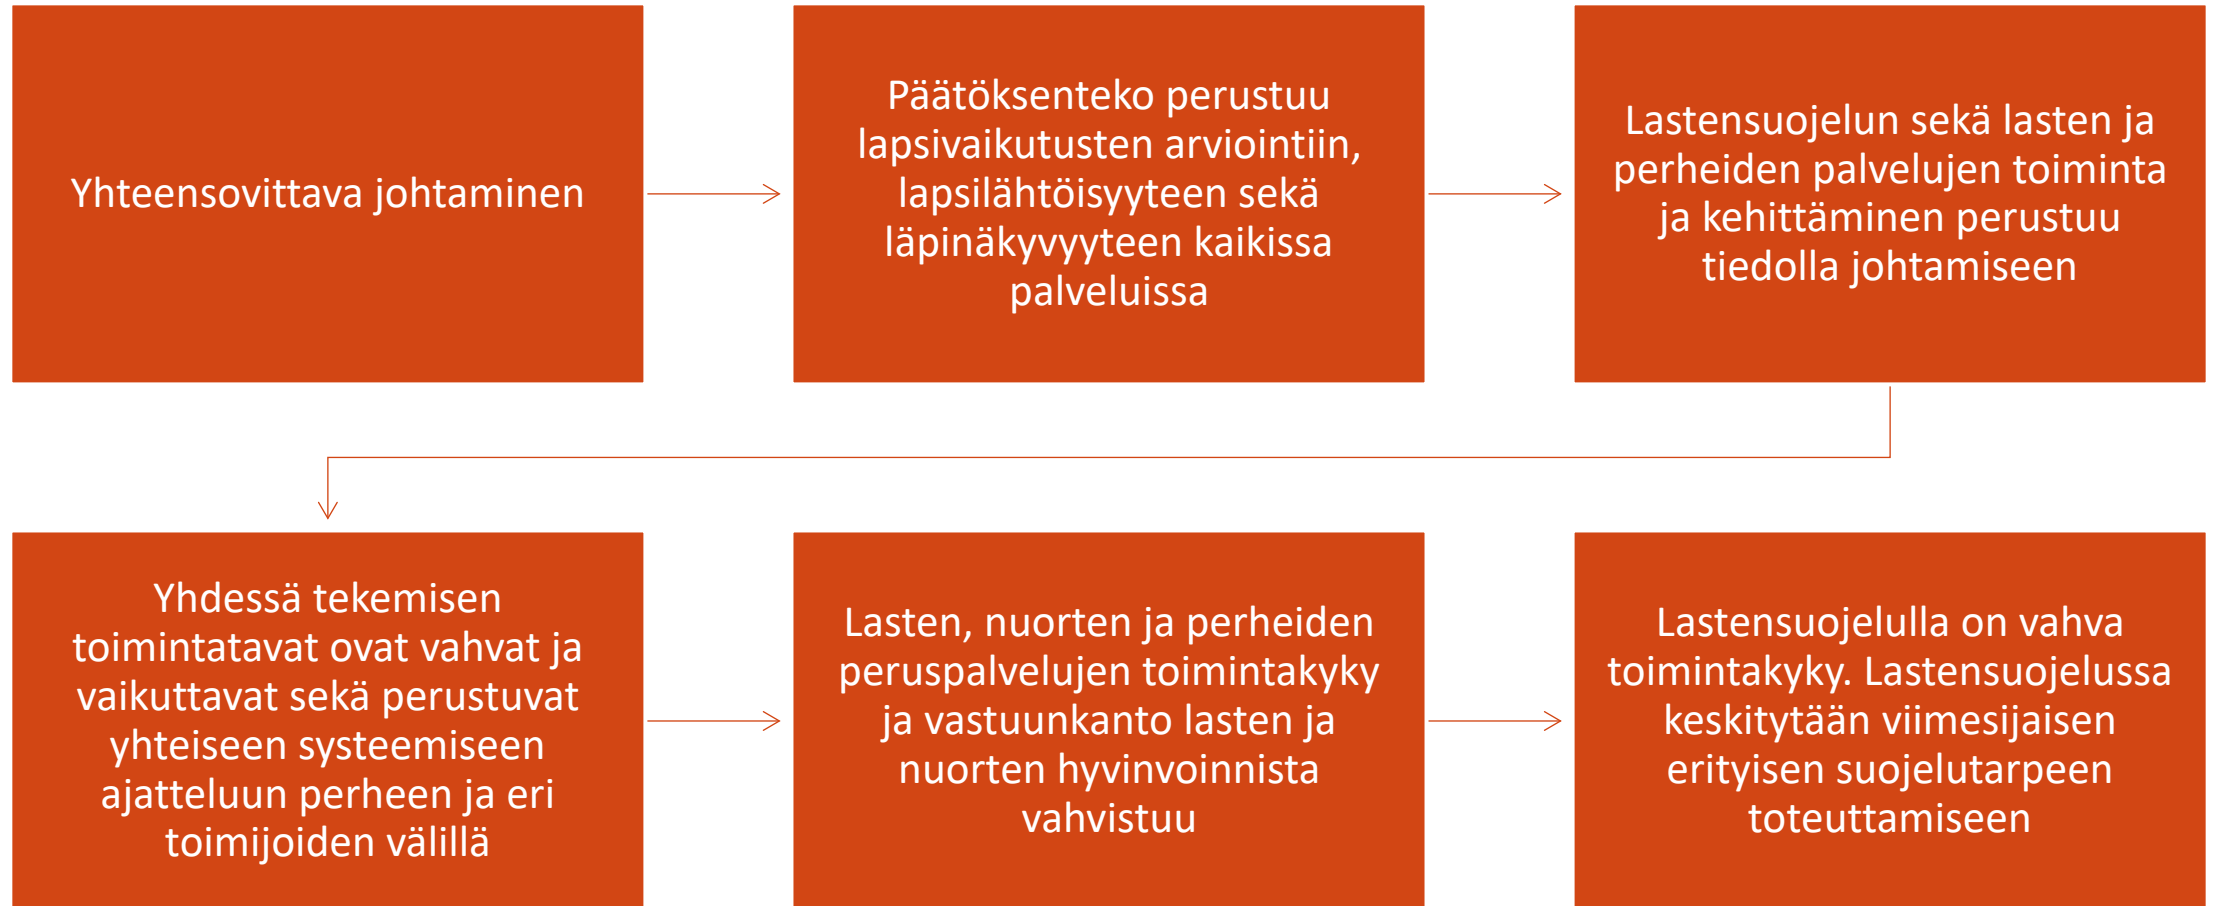 Yhteensovittava johtaminen
Päätöksenteko perustuu
lapsivaikutusten arviointiin,
lapsilähtöisyyteen sekä
läpinäkyvyyteen kaikissa
palveluissa
Lastensuojelun sekä lasten ja
perheiden palvelujen toiminta
ja kehittäminen perustuu
tiedolla johtamiseen
Yhdessä tekemisen
toimintatavat ovat vahvat ja
vaikuttavat sekä perustuvat
yhteiseen systeemiseen
ajatteluun perheen ja eri
toimijoiden välillä
Lasten, nuorten ja perheiden
peruspalvelujen toimintakyky
ja vastuunkanto lasten ja
nuorten hyvinvoinnista
vahvistuu
Lastensuojelulla on vahva
toimintakyky. Lastensuojelussa
keskitytään viimesijaisen
erityisen suojelutarpeen
toteuttamiseen